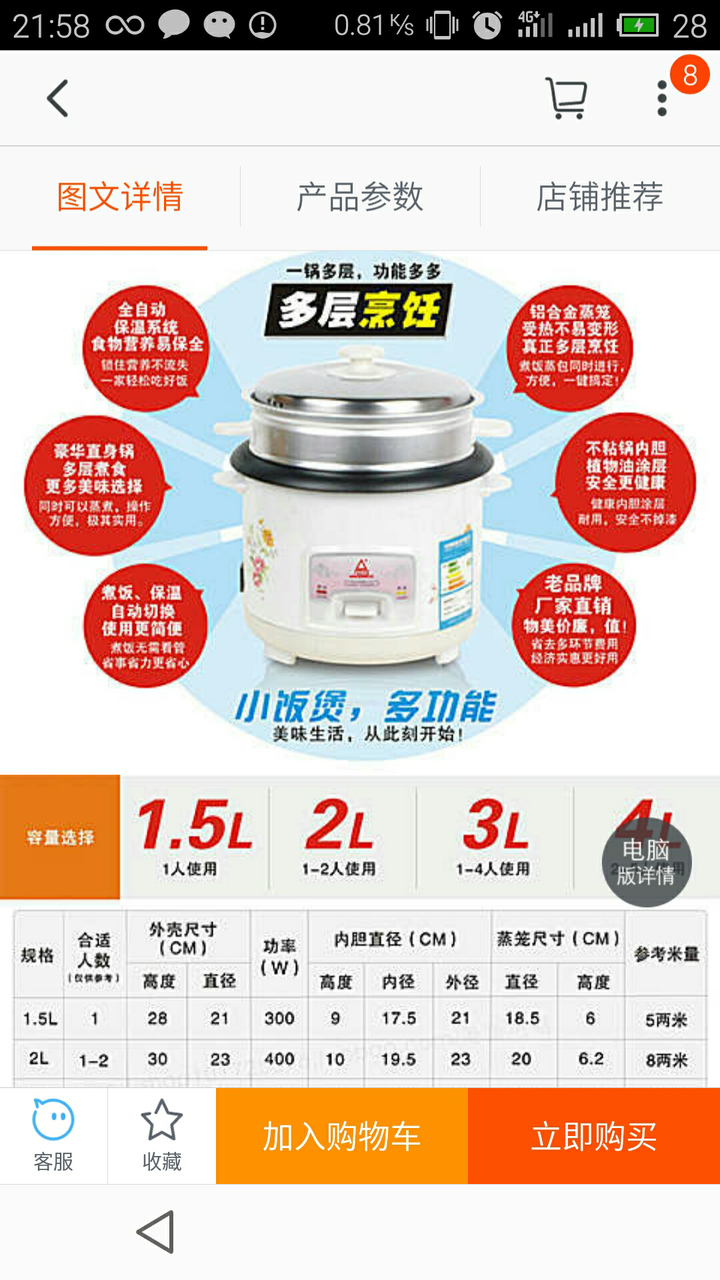 21:58
0.81 K/s
4G+
28
8
图文详情
产品参数
店铺推荐
一锅多层，功能多多
多层烹饪
全自动
保温系统
食物营养易保全
锁住营养不流失
一家轻松吃好饭
铝合金蒸笼
受热不易变形
真正多层烹饪
煮饭蒸包同时进行，
方便，一键搞定！
豪华直身锅
多层煮食
更多美味选择
同时可以蒸煮，操作
方便，极其实用。
不粘锅内胆
植物油涂层
安全更健康
健康内胆涂层
耐用，安全不掉漆
煮饭、保温
自动切换
使用更简便
煮饭无需看管
省事省力更省心
老品牌
厂家直销
物美价廉，值！
省去多环节费用
经济实惠更好用
小饭煲，多功能
美味生活，从此刻开始！
容量选择
1.5L
1人使用
2L
1-2人使用
3L
1-4人使用
4L
电脑
版详情
规格
合适
人数
(仅供参考)
外壳尺寸
(CM)
高度
直径
功率
(W)
内胆直径(CM)
高度
内径
外径
蒸笼尺寸(CM)
直径
高度
参考米量
1.5L 1 28 21 300 9 17.5 21 18.5 6 5两米
2L 1-2 30 23 400 10 19.5 23 20 6.2 8两米
客服
收藏
加入购物车
立即购买